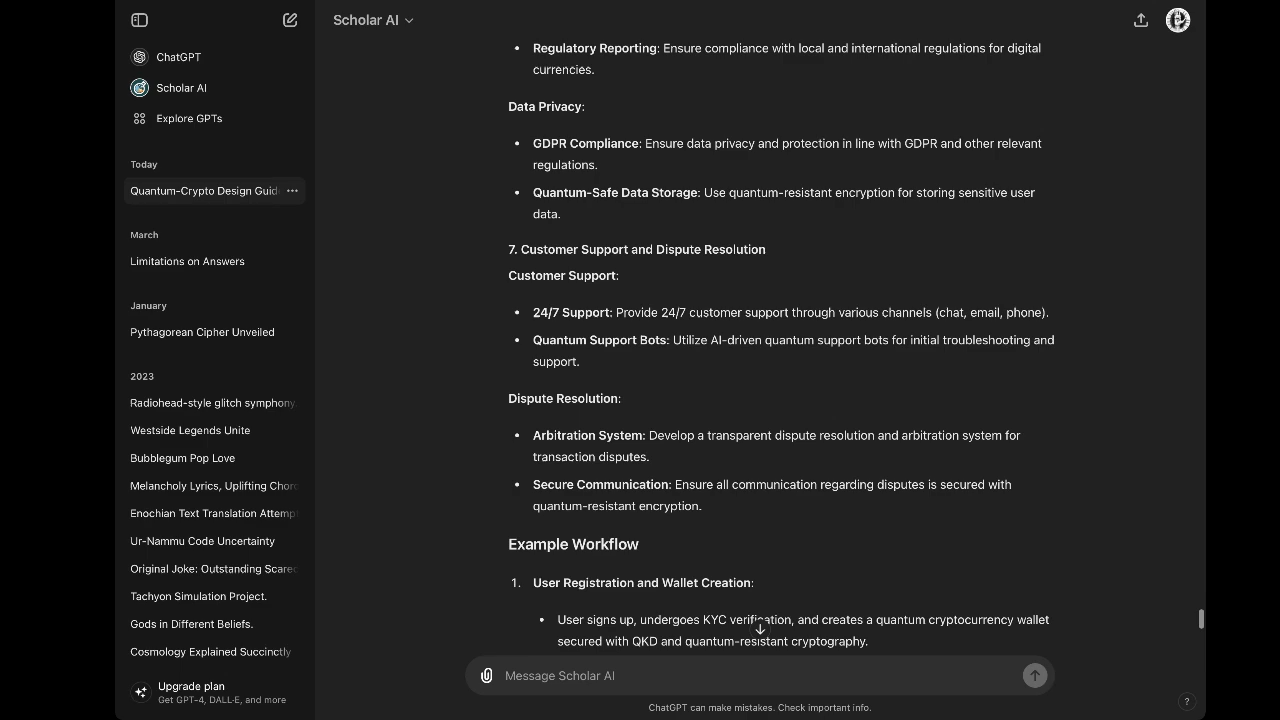 Scholar AI
ChatGPT
Scholar AI
Explore GPTs
Today
Quantum-Crypto Design Guid
March
Limitations on Answers
January
Pythagorean Cipher Unveiled
2023
Radiohead-style glitch symphony.
Westside Legends Unite
Bubblegum Pop Love
Melancholy Lyrics, Uplifting Chor
Enochian Text Translation Attemp
Ur-Nammu Code Uncertainty
Original Joke: Outstanding Scarec
Tachyon Simulation Project.
Gods in Different Beliefs.
Cosmology Explained Succinctly
Upgrade plan
Get GPT-4, DALL·E, and more
• Regulatory Reporting: Ensure compliance with local and international regulations for digital
currencies.
Data Privacy:
• GDPR Compliance: Ensure data privacy and protection in line with GDPR and other relevant
regulations.
• Quantum-Safe Data Storage: Use quantum-resistant encryption for storing sensitive user
data.
7. Customer Support and Dispute Resolution
Customer Support:
• 24/7 Support: Provide 24/7 customer support through various channels (chat, email, phone).
• Quantum Support Bots: Utilize AI-driven quantum support bots for initial troubleshooting and
support.
Dispute Resolution:
• Arbitration System: Develop a transparent dispute resolution and arbitration system for
transaction disputes.
• Secure Communication: Ensure all communication regarding disputes is secured with
quantum-resistant encryption.
Example Workflow
1. User Registration and Wallet Creation:
• User signs up, undergoes KYC verification, and creates a quantum cryptocurrency wallet
secured with QKD and quantum-resistant cryptography.
Message Scholar AI
ChatGPT can make mistakes. Check important info.
?